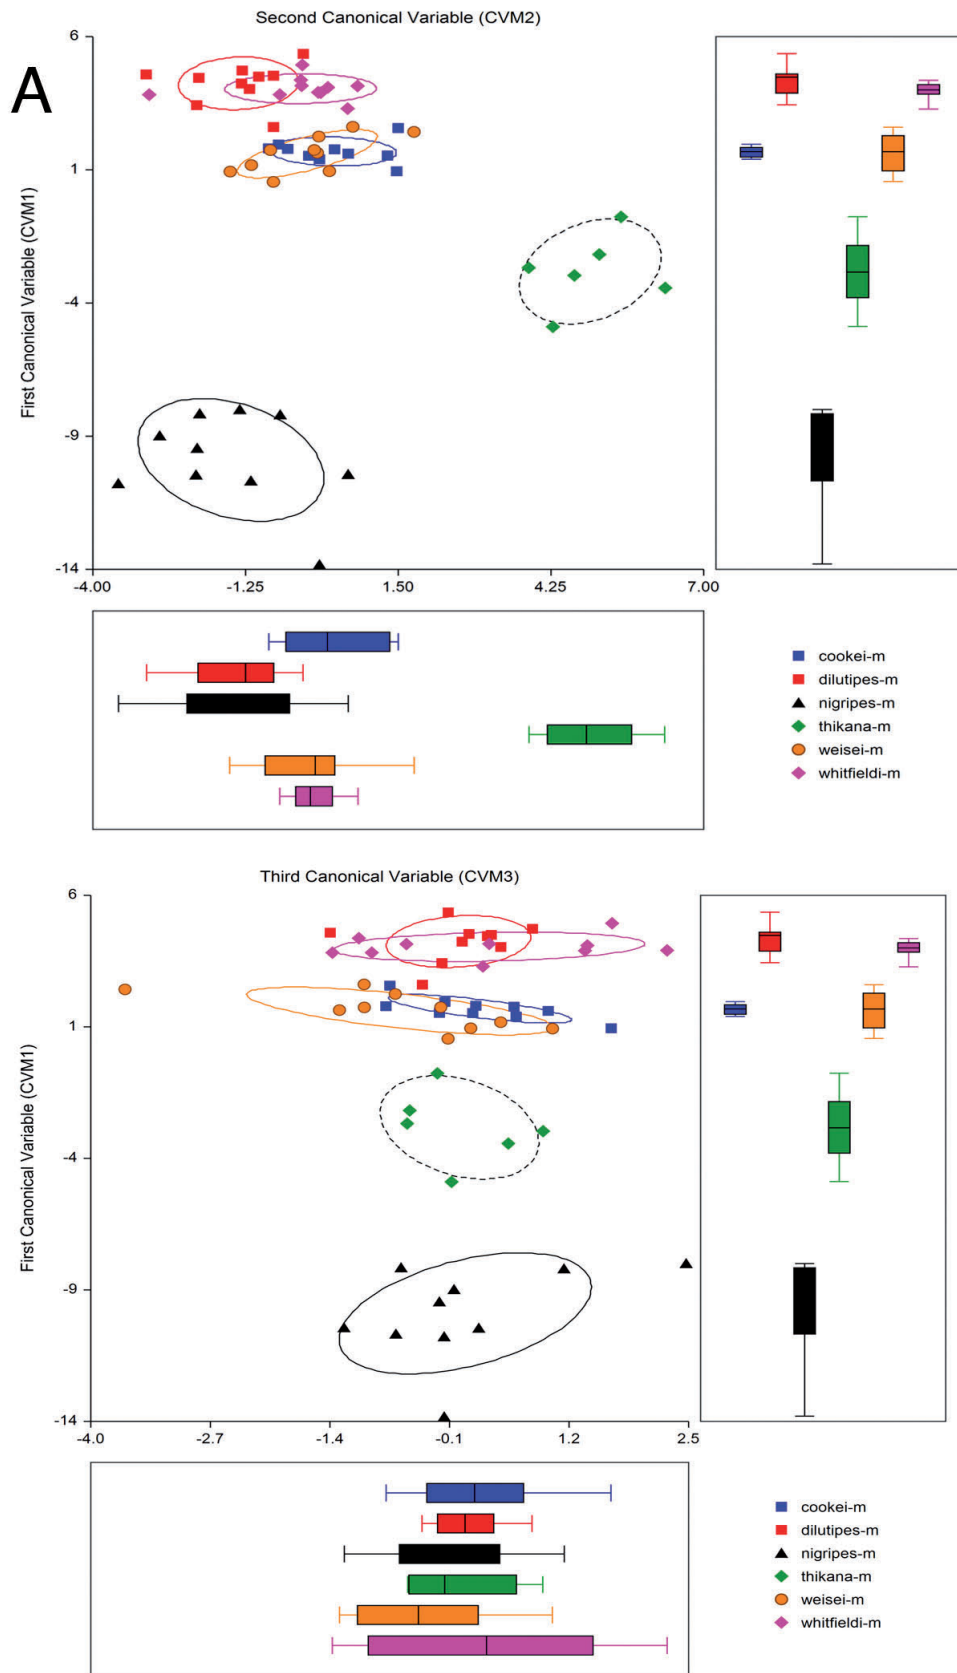 Second Canonical Variable (CVM2)
A
First Canonical Variable (CVM1)
6
1
-4
-9
-14
-4.00 -1.25 1.50 4.25 7.00
cookei-m
dilutipes-m
nigripes-m
thikana-m
weisei-m
whitfieldi-m
Third Canonical Variable (CVM3)
First Canonical Variable (CVM1)
6
1
-4
-9
-14
-4.0 -2.7 -1.4 -0.1 1.2 2.5
cookei-m
dilutipes-m
nigripes-m
thikana-m
weisei-m
whitfieldi-m